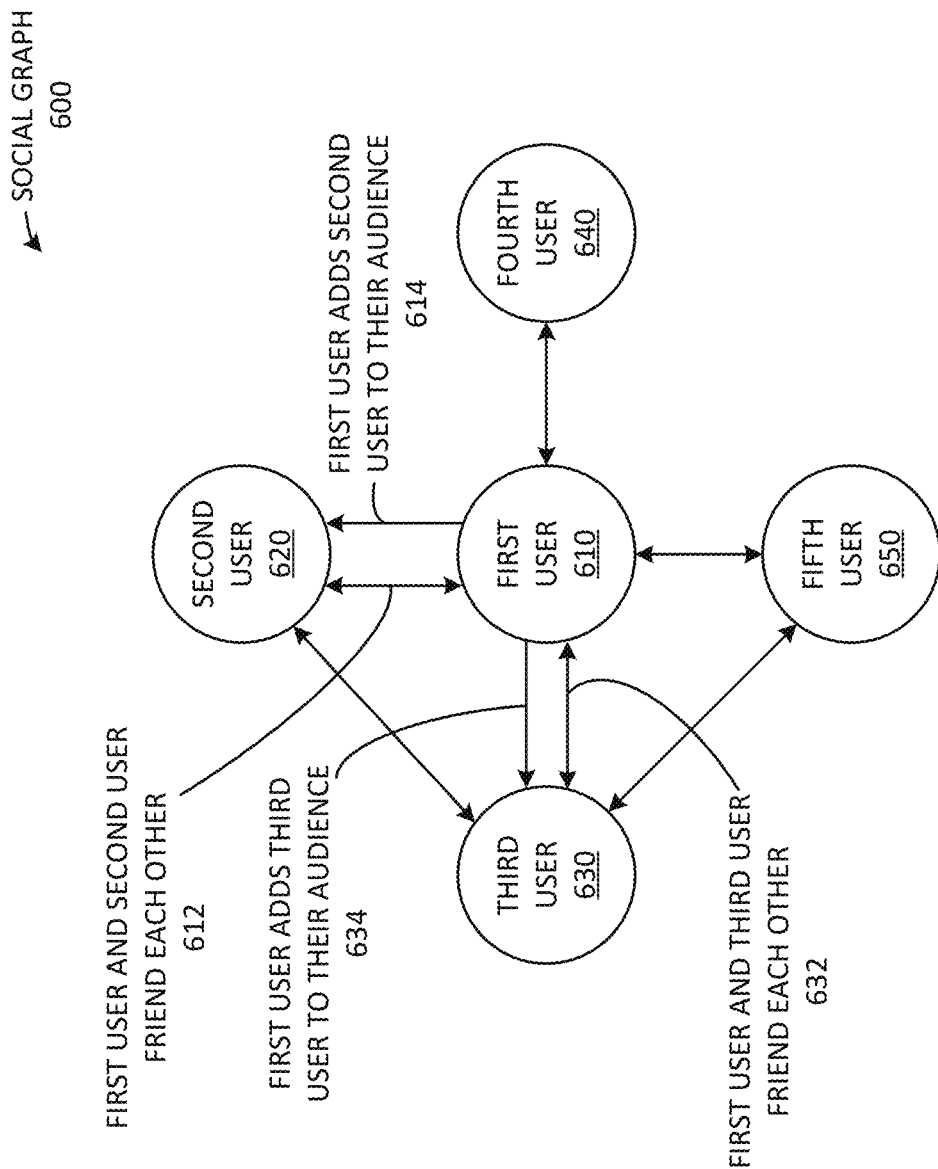 SOCIAL GRAPH
600
FIRST USER AND SECOND USER
FRIEND EACH OTHER
612
SECOND
USER
620
FIRST USER ADDS THIRD
USER TO THEIR AUDIENCE
634
FIRST USER ADDS SECOND
USER TO THEIR AUDIENCE
614
THIRD
USER
630
FIRST
USER
610
FOURTH
USER
640
FIRST USER AND THIRD USER
FRIEND EACH OTHER
632
FIFTH
USER
650